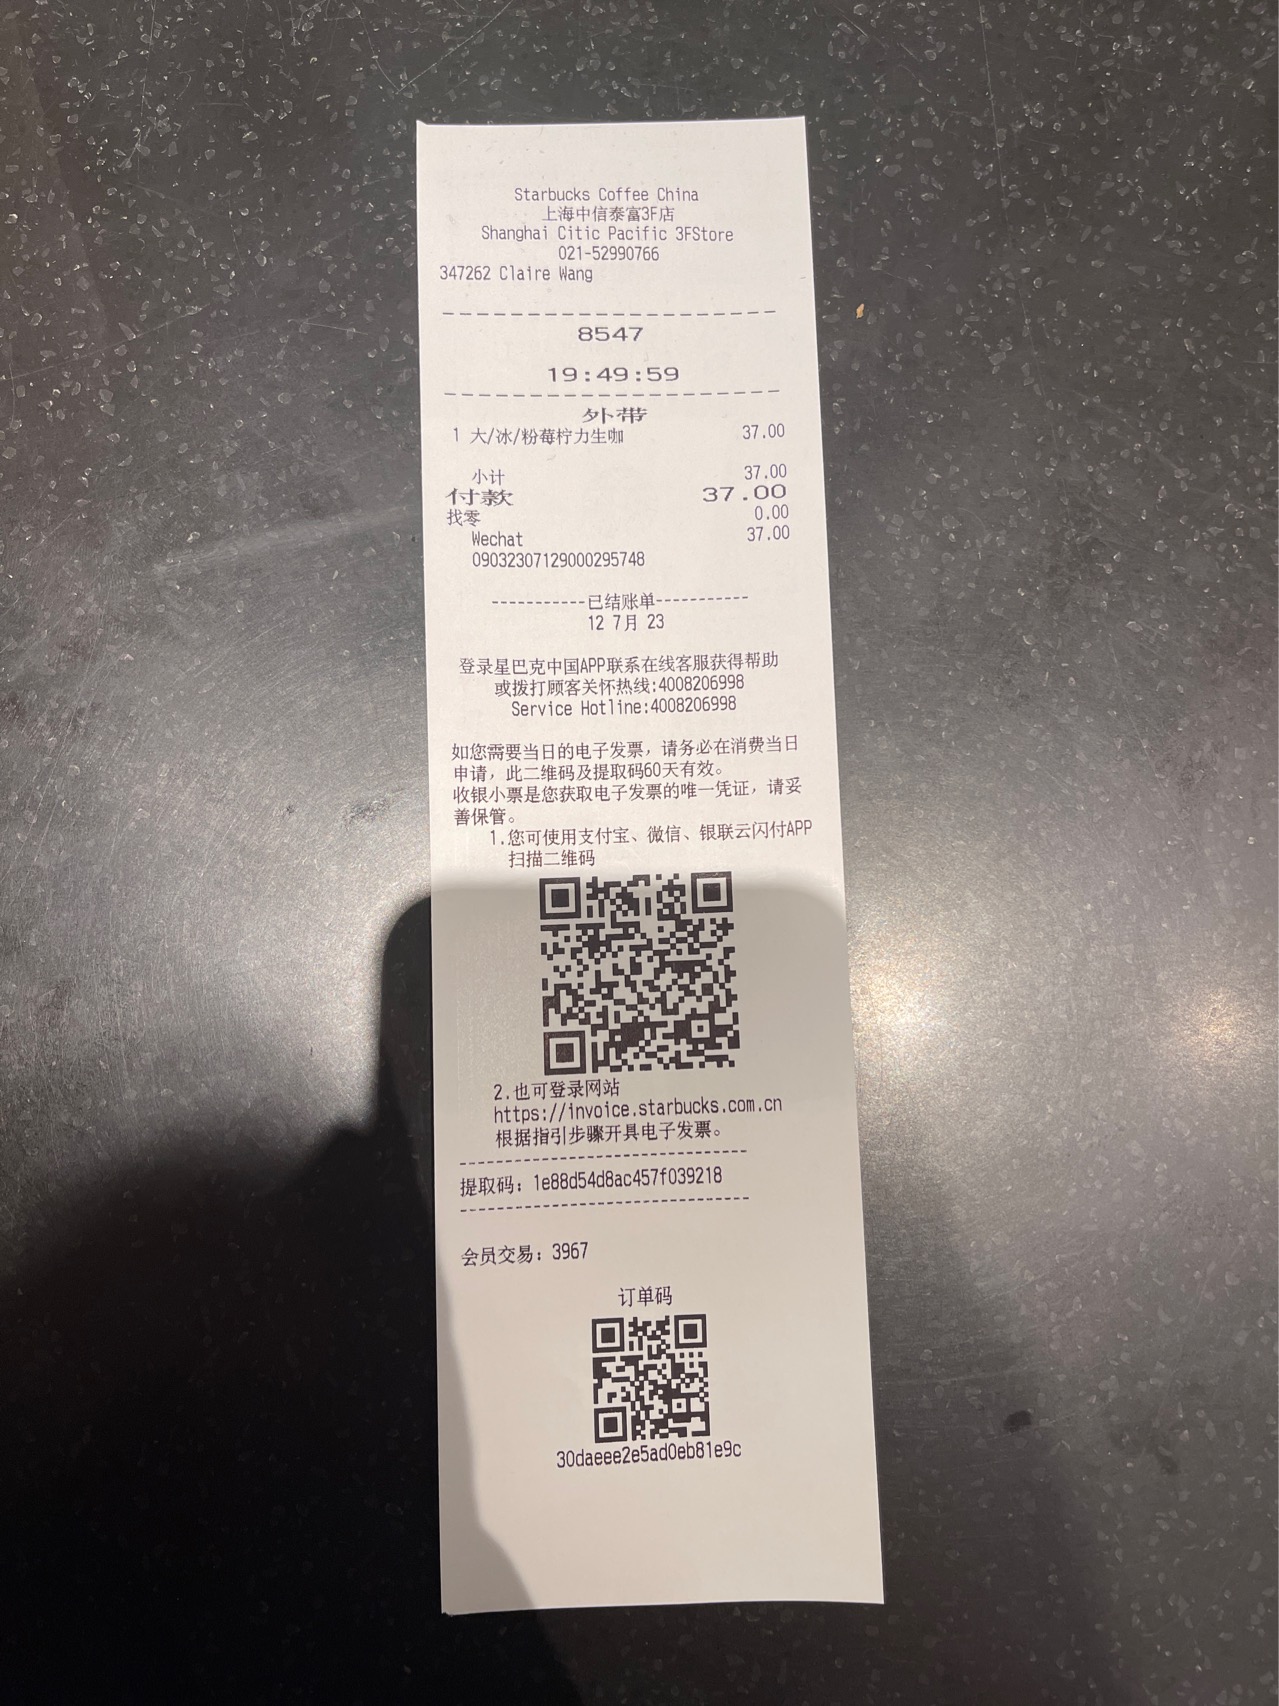 Starbucks Coffee China
上海中信泰富3F店
Shanghai Citic Pacific 3FStore
021-52990766
347262 Claire Wang
8547
19:49:59
外带
1 大/冰/粉莓柠力生咖 37.00
小计 37.00
付款 37.00
找零 0.00
Wechat 37.00
09032307129000295748
-----------已结账单-----------
12 7月 23
登录星巴克中国APP联系在线客服获得帮助
或拨打顾客关怀热线:4008206998
Service Hotline:4008206998
如您需要当日的电子发票，请务必在消费当日
申请，此二维码及提取码60天有效。
收银小票是您获取电子发票的唯一凭证，请妥
善保管。
1.您可使用支付宝、微信、银联云闪付APP
扫描二维码
2.也可登录网站
https://invoice.starbucks.com.cn
根据指引步骤开具电子发票。
提取码：1e88d54d8ac457f039218
会员交易：3967
订单码
30daeee2e5ad0eb81e9c